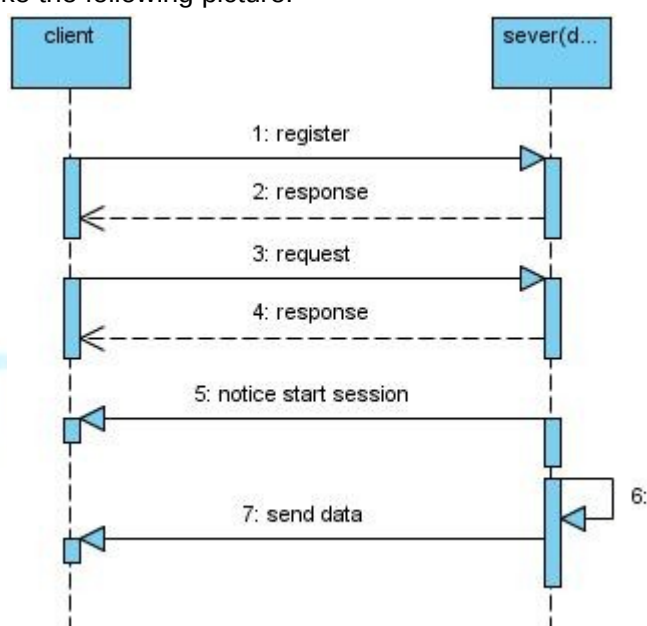 ke the following picture.
client
sever(d...
1: register
2: response
3: request
4: response
5: notice start session
6:
7: send data